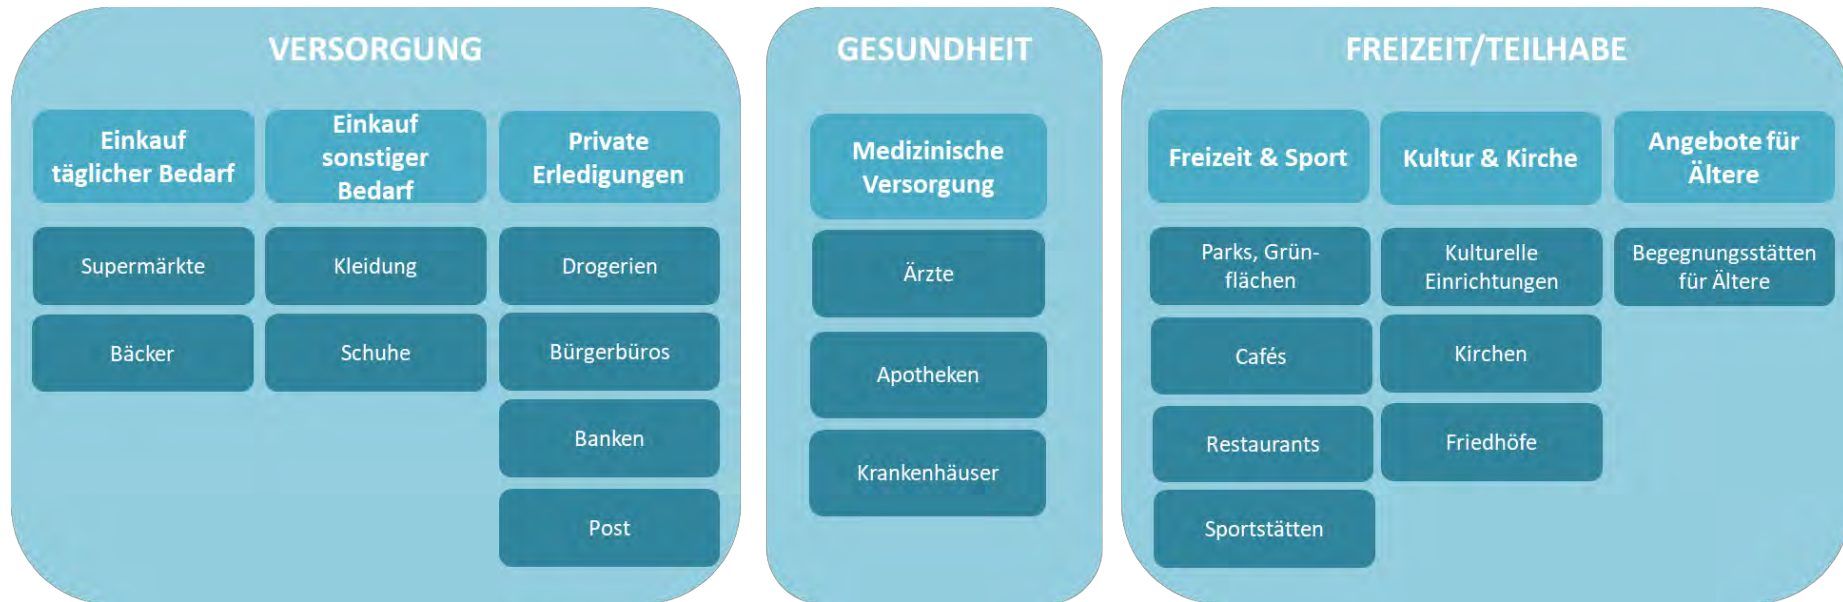 VERSORGUNG
Einkauf
täglicher Bedarf
Supermärkte
Bäcker
Einkauf
sonstiger
Bedarf
Kleidung
Schuhe
Private
Erledigungen
Drogerien
Bürgerbüros
Banken
Post
GESUNDHEIT
Medizinische
Versorgung
Ärzte
Apotheken
Krankenhäuser
FREIZEIT/TEILHABE
Freizeit & Sport
Parks, Grün-
flächen
Cafés
Restaurants
Sportstätten
Kultur & Kirche
Kulturelle
Einrichtungen
Kirchen
Friedhöfe
Angebote für
Ältere
Begegnungsstätten
für Ältere